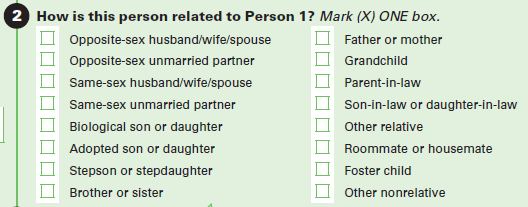 2 How is this person related to Person 1? Mark (X) ONE box.
Opposite-sex husband/wife/spouse
Opposite-sex unmarried partner
Same-sex husband/wife/spouse
Same-sex unmarried partner
Biological son or daughter
Adopted son or daughter
Stepson or stepdaughter
Brother or sister
Father or mother
Grandchild
Parent-in-law
Son-in-law or daughter-in-law
Other relative
Roommate or housemate
Foster child
Other nonrelative